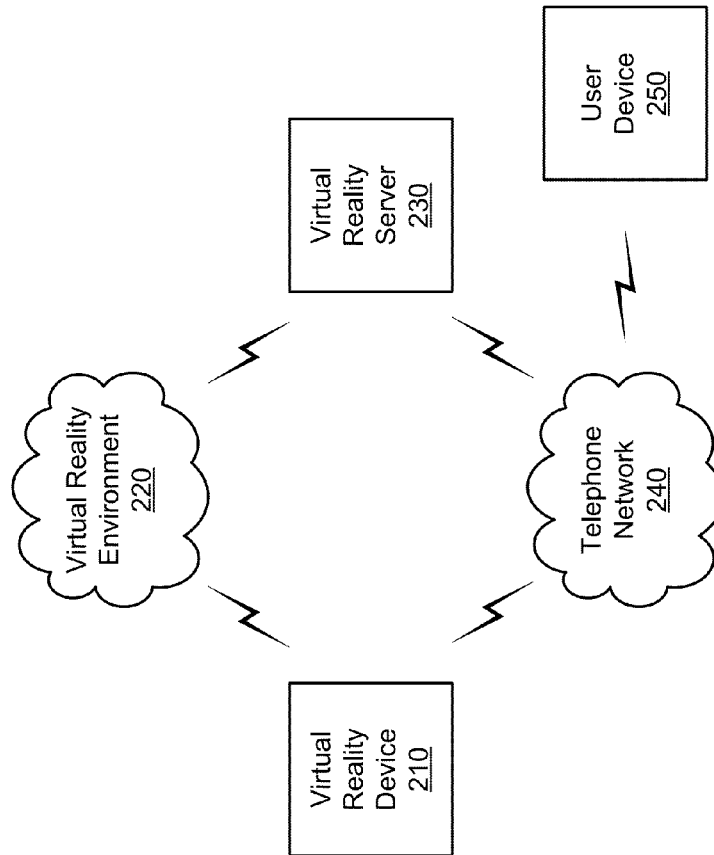 Virtual Reality
Environment
220
Virtual
Reality
Device
210
Virtual
Reality
Server
230
Telephone
Network
240
User
Device
250